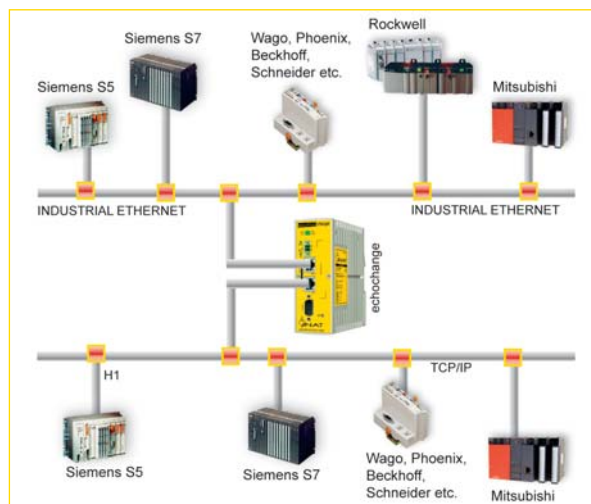 Siemens S7
Wago, Phoenix,
Beckhoff,
Schneider etc.
Rockwell
Siemens S5
Mitsubishi
INDUSTRIAL ETHERNET
INDUSTRIAL ETHERNET
echochange
H1
TCP/IP
Siemens S5
Siemens S7
Wago, Phoenix,
Beckhoff,
Schneider etc.
Mitsubishi